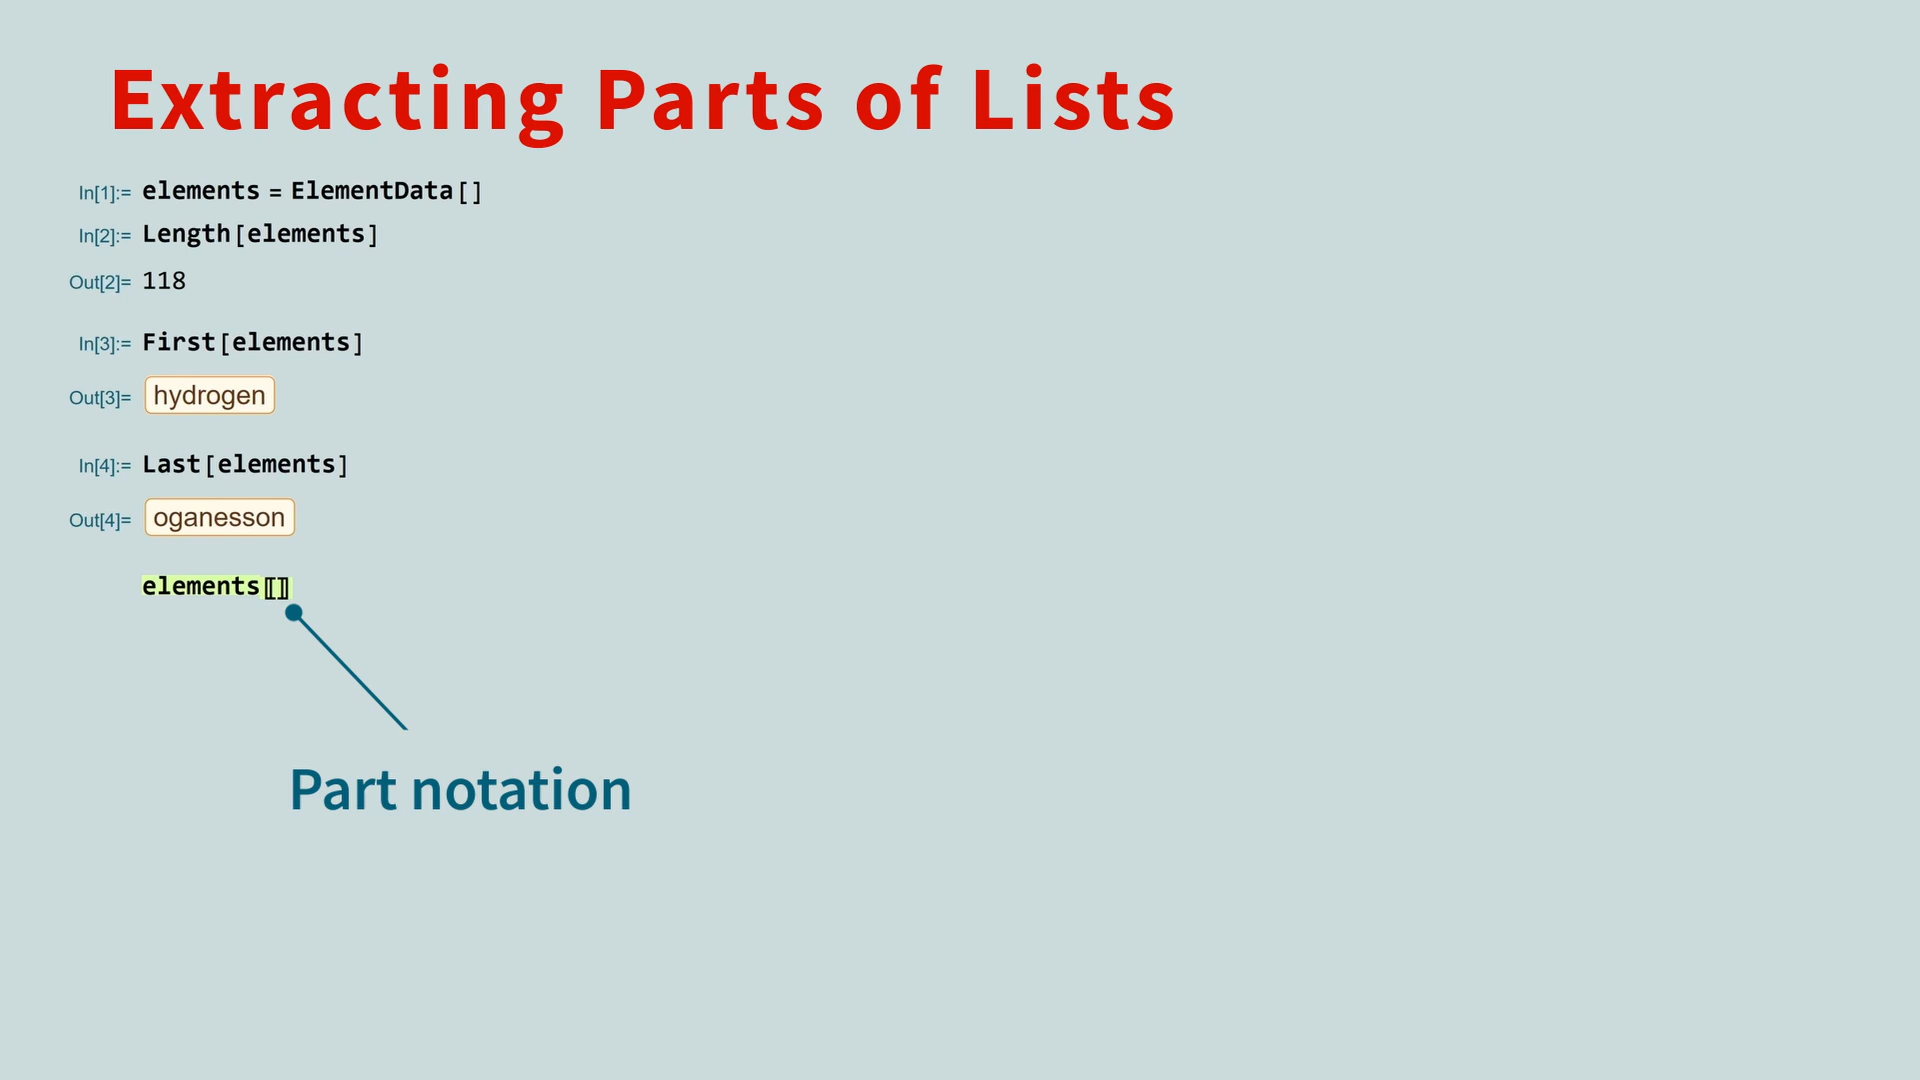 Extracting Parts of Lists
In[1]:= elements = ElementData[]
In[2]:= Length[elements]
Out[2]= 118
In[3]:= First[elements]
Out[3]= hydrogen
In[4]:= Last[elements]
Out[4]= oganesson
elements⟦⟧
Part notation